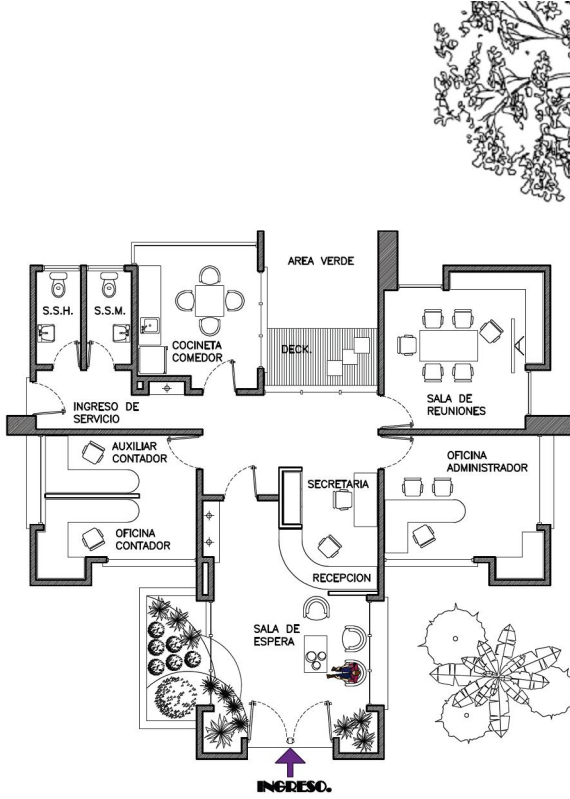 AREA VERDE
S.S.H.
S.S.M.
COCINETA
COMEDOR
DECK.
SALA DE
REUNIONES
INGRESO DE
SERVICIO
AUXILIAR
CONTADOR
OFICINA
ADMINISTRADOR
SECRETARIA
OFICINA
CONTADOR
RECEPCION
SALA DE
ESPERA
INGRESO.